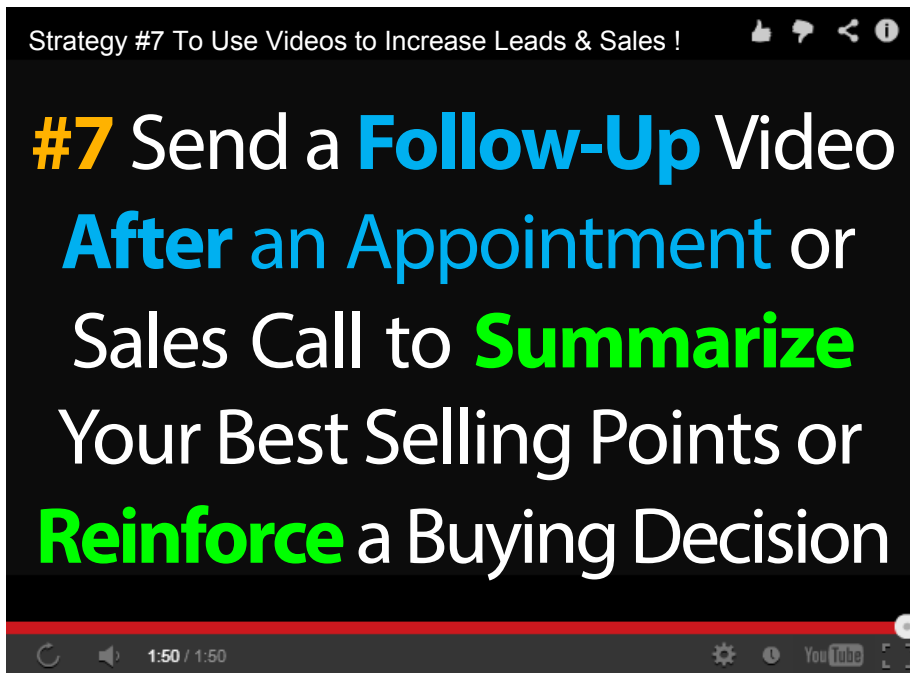 Strategy #7 To Use Videos to Increase Leads & Sales !
#7 Send a Follow-Up Video
After an Appointment or
Sales Call to Summarize
Your Best Selling Points or
Reinforce a Buying Decision
1:50 / 1:50
YouTube